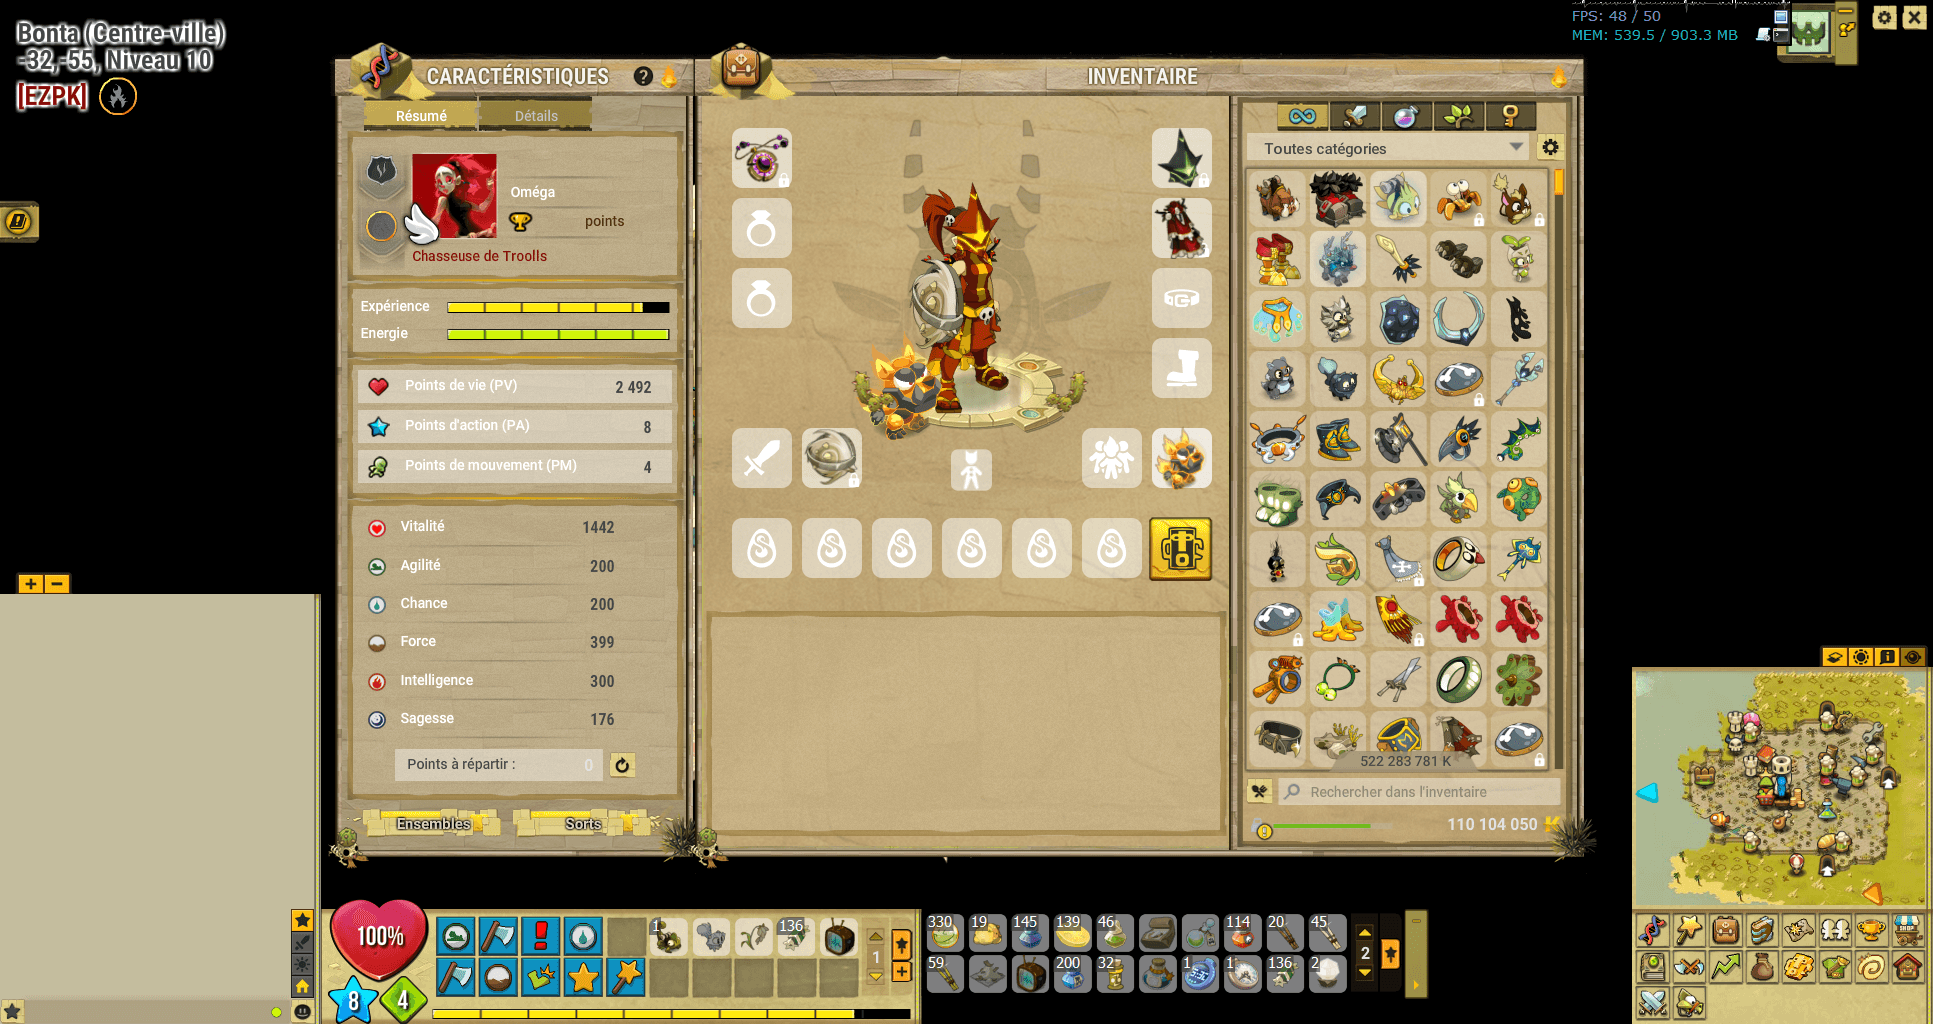 Bonta (Centre-ville)
-32,-55, Niveau 10
[EZPK]
FPS: 48 / 50
MEM: 539.5 / 903.3 MB
CARACTÉRISTIQUES
?
INVENTAIRE
Résumé
Détails
Oméga
points
Chasseuse de Troolls
Expérience
Energie
Points de vie (PV)
2 492
Points d'action (PA)
8
Points de mouvement (PM)
4
Vitalité
1442
Agilité
200
Chance
200
Force
399
Intelligence
300
Sagesse
176
Points à répartir :
0
Ensembles
Sorts
Toutes catégories
522 283 781 K
Rechercher dans l'inventaire
110 104 050
100%
8
4
1
136
1
330
19
145
139
46
114
20
45
59
200
32
1
1
136
2
2